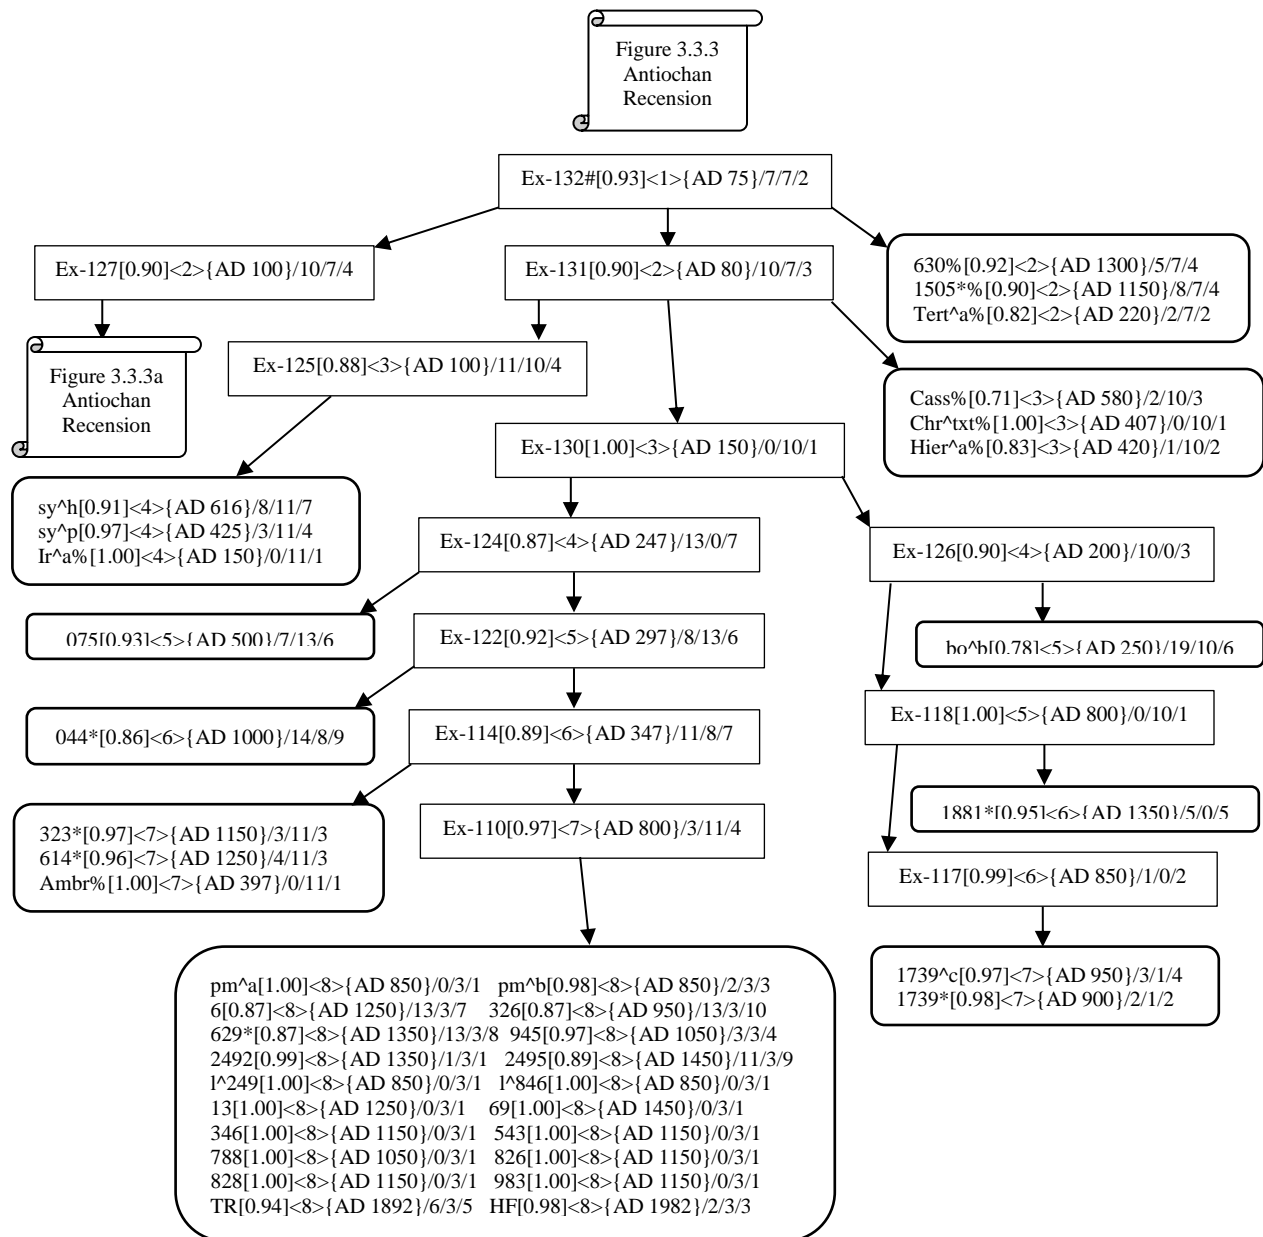 Figure 3.3.3
Antiochan
Recension
Ex-132#[0.93]<1>{AD 75}/7/7/2
Ex-127[0.90]<2>{AD 100}/10/7/4
Ex-131[0.90]<2>{AD 80}/10/7/3
630%[0.92]<2>{AD 1300}/5/7/4
1505*%[0.90]<2>{AD 1150}/8/7/4
Tert^a%[0.82]<2>{AD 220}/2/7/2
Figure 3.3.3a
Antiochan
Recension
Ex-125[0.88]<3>{AD 100}/11/10/4
Cass%[0.71]<3>{AD 580}/2/10/3
Chr^txt%[1.00]<3>{AD 407}/0/10/1
Hier^a%[0.83]<3>{AD 420}/1/10/2
Ex-130[1.00]<3>{AD 150}/0/10/1
sy^h[0.91]<4>{AD 616}/8/11/7
sy^p[0.97]<4>{AD 425}/3/11/4
Ir^a%[1.00]<4>{AD 150}/0/11/1
Ex-124[0.87]<4>{AD 247}/13/0/7
Ex-126[0.90]<4>{AD 200}/10/0/3
075[0.93]<5>{AD 500}/7/13/6
Ex-122[0.92]<5>{AD 297}/8/13/6
bo^b[0.78]<5>{AD 250}/19/10/6
044*[0.86]<6>{AD 1000}/14/8/9
Ex-114[0.89]<6>{AD 347}/11/8/7
Ex-118[1.00]<5>{AD 800}/0/10/1
323*[0.97]<7>{AD 1150}/3/11/3
614*[0.96]<7>{AD 1250}/4/11/3
Ambr%[1.00]<7>{AD 397}/0/11/1
Ex-110[0.97]<7>{AD 800}/3/11/4
1881*[0.95]<6>{AD 1350}/5/0/5
Ex-117[0.99]<6>{AD 850}/1/0/2
1739^c[0.97]<7>{AD 950}/3/1/4
1739*[0.98]<7>{AD 900}/2/1/2
pm^a[1.00]<8>{AD 850}/0/3/1 pm^b[0.98]<8>{AD 850}/2/3/3
6[0.87]<8>{AD 1250}/13/3/7 326[0.87]<8>{AD 950}/13/3/10
629*[0.87]<8>{AD 1350}/13/3/8 945[0.97]<8>{AD 1050}/3/3/4
2492[0.99]<8>{AD 1350}/1/3/1 2495[0.89]<8>{AD 1450}/11/3/9
l^249[1.00]<8>{AD 850}/0/3/1 l^846[1.00]<8>{AD 850}/0/3/1
13[1.00]<8>{AD 1250}/0/3/1 69[1.00]<8>{AD 1450}/0/3/1
346[1.00]<8>{AD 1150}/0/3/1 543[1.00]<8>{AD 1150}/0/3/1
788[1.00]<8>{AD 1050}/0/3/1 826[1.00]<8>{AD 1150}/0/3/1
828[1.00]<8>{AD 1150}/0/3/1 983[1.00]<8>{AD 1150}/0/3/1
TR[0.94]<8>{AD 1892}/6/3/5 HF[0.98]<8>{AD 1982}/2/3/3